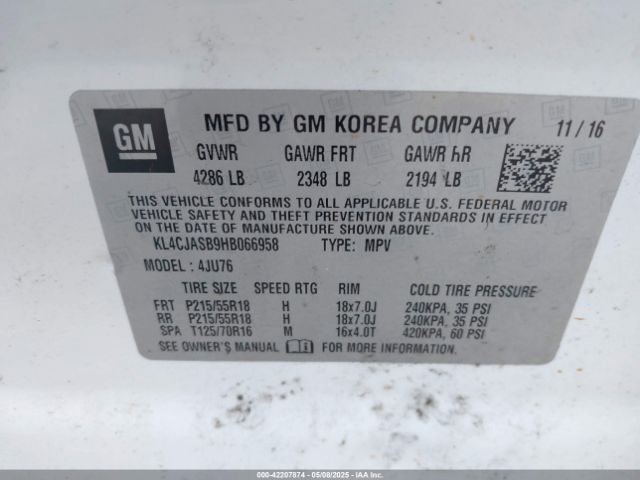 GM
MFD BY GM KOREA COMPANY 11 / 16
GVWR GAWR FRT GAWR RR
4286 LB 2348 LB 2194 LB
THIS VEHICLE CONFORMS TO ALL APPLICABLE U.S. FEDERAL MOTOR
VEHICLE SAFETY AND THEFT PREVENTION STANDARDS IN EFFECT
ON THE DATE OF MANUFACTURE SHOWN ABOVE.
KL4CJASB9HB066958 TYPE: MPV
MODEL : 4JU76
TIRE SIZE SPEED RTG RIM COLD TIRE PRESSURE
FRT P215/55R18 H 18x7.0J 240KPA, 35 PSI
RR P215/55R18 H 18x7.0J 240KPA, 35 PSI
SPA T125/70R16 M 16x4.0T 420KPA, 60 PSI
SEE OWNER'S MANUAL FOR MORE INFORMATION.
000-42207874 | 05/08/2025 | IAA Inc.